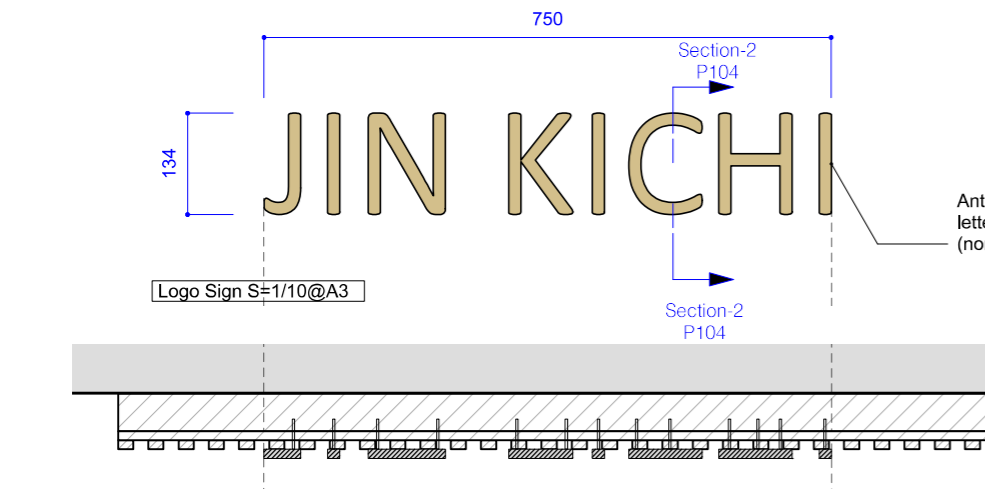 750
Section-2
P104
134
JIN KICHI
Section-2
P104
Logo Sign S=1/10@A3